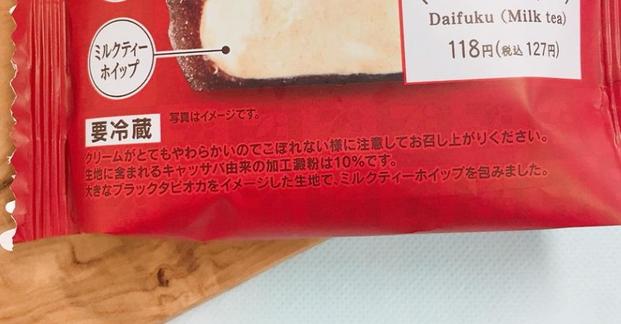 Daifuku (Milk tea)
118円(税込 127円)
ミルクティー
ホイップ
写真はイメージです。
要冷蔵
クリームがとてもやわらかいのでこぼれない様に注意してお召し上がりください。
生地に含まれるキャッサバ由来の加工澱粉は10%です。
大きなブラックタピオカをイメージした生地で、ミルクティーホイップを包みました。